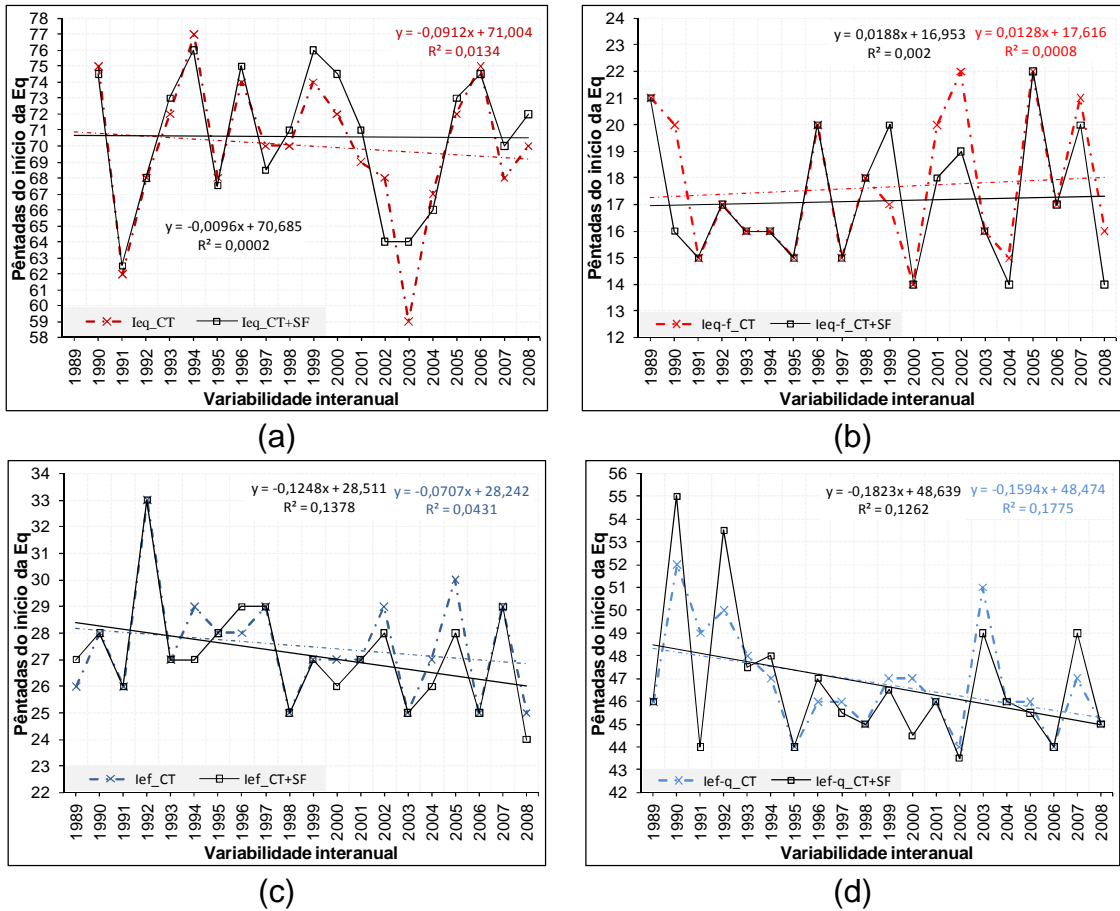 Pêntadas do início da Eq
78
77
76
75
74
73
72
71
70
69
68
67
66
65
64
63
62
61
60
59
58
y = -0,0912x + 71,004
R² = 0,0134
y = -0,0096x + 70,685
R² = 0,0002
Ieq_CT Ieq_CT+SF
1989 1990 1991 1992 1993 1994 1995 1996 1997 1998 1999 2000 2001 2002 2003 2004 2005 2006 2007 2008
Variabilidade interanual
(a)
Pêntadas do início da Eq
24
23
22
21
20
19
18
17
16
15
14
13
12
y = 0,0188x + 16,953
R² = 0,002
y = 0,0128x + 17,616
R² = 0,0008
Ieq-f_CT Ieq-f_CT+SF
1989 1990 1991 1992 1993 1994 1995 1996 1997 1998 1999 2000 2001 2002 2003 2004 2005 2006 2007 2008
Variabilidade interanual
(b)
Pêntadas do início da Eq
33
32
31
30
29
28
27
26
25
24
23
22
y = -0,1248x + 28,511
R² = 0,1378
y = -0,0707x + 28,242
R² = 0,0431
Ief_CT Ief_CT+SF
1989 1990 1991 1992 1993 1994 1995 1996 1997 1998 1999 2000 2001 2002 2003 2004 2005 2006 2007 2008
Variabilidade interanual
(c)
Pêntadas do início da Eq
56
55
54
53
52
51
50
49
48
47
46
45
44
43
42
y = -0,1823x + 48,639
R² = 0,1262
y = -0,1594x + 48,474
R² = 0,1775
Ief-q_CT Ief-q_CT+SF
1989 1990 1991 1992 1993 1994 1995 1996 1997 1998 1999 2000 2001 2002 2003 2004 2005 2006 2007 2008
Variabilidade interanual
(d)